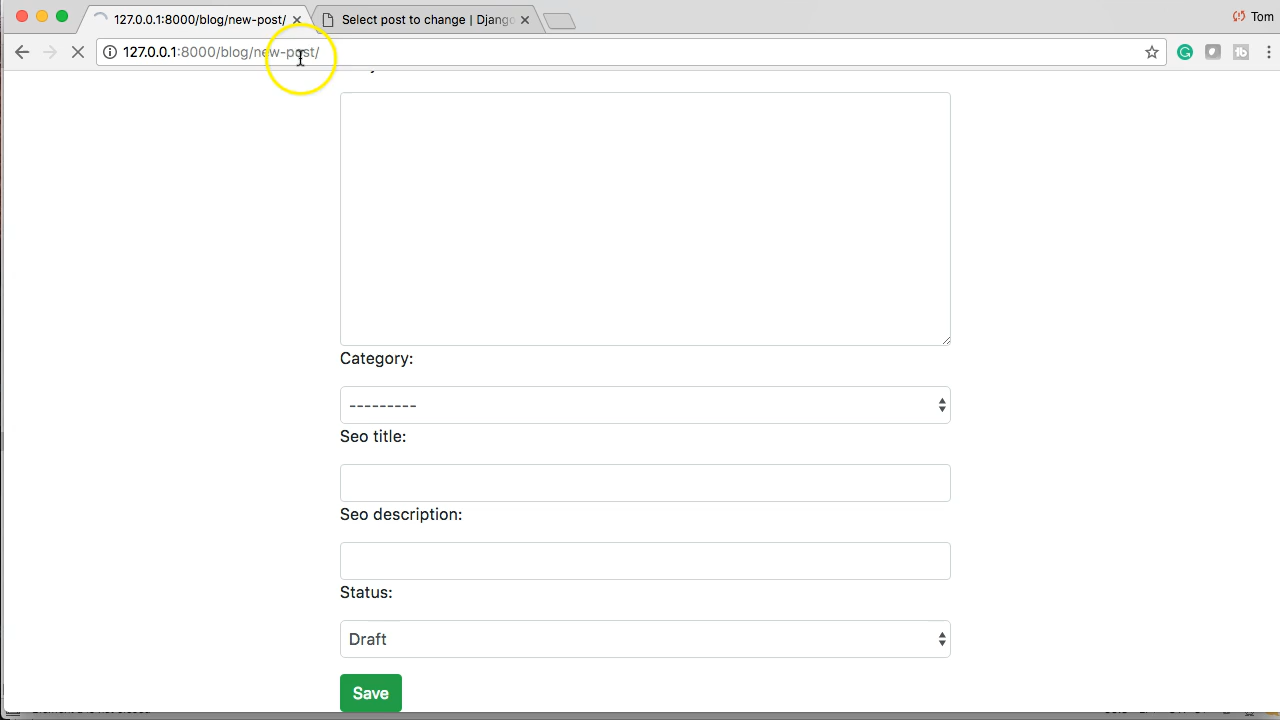 127.0.0.1:8000/blog/new-post/
Select post to change | Django
Tom
127.0.0.1:8000/blog/new-post/
Category:
---------
Seo title:
Seo description:
Status:
Draft
Save